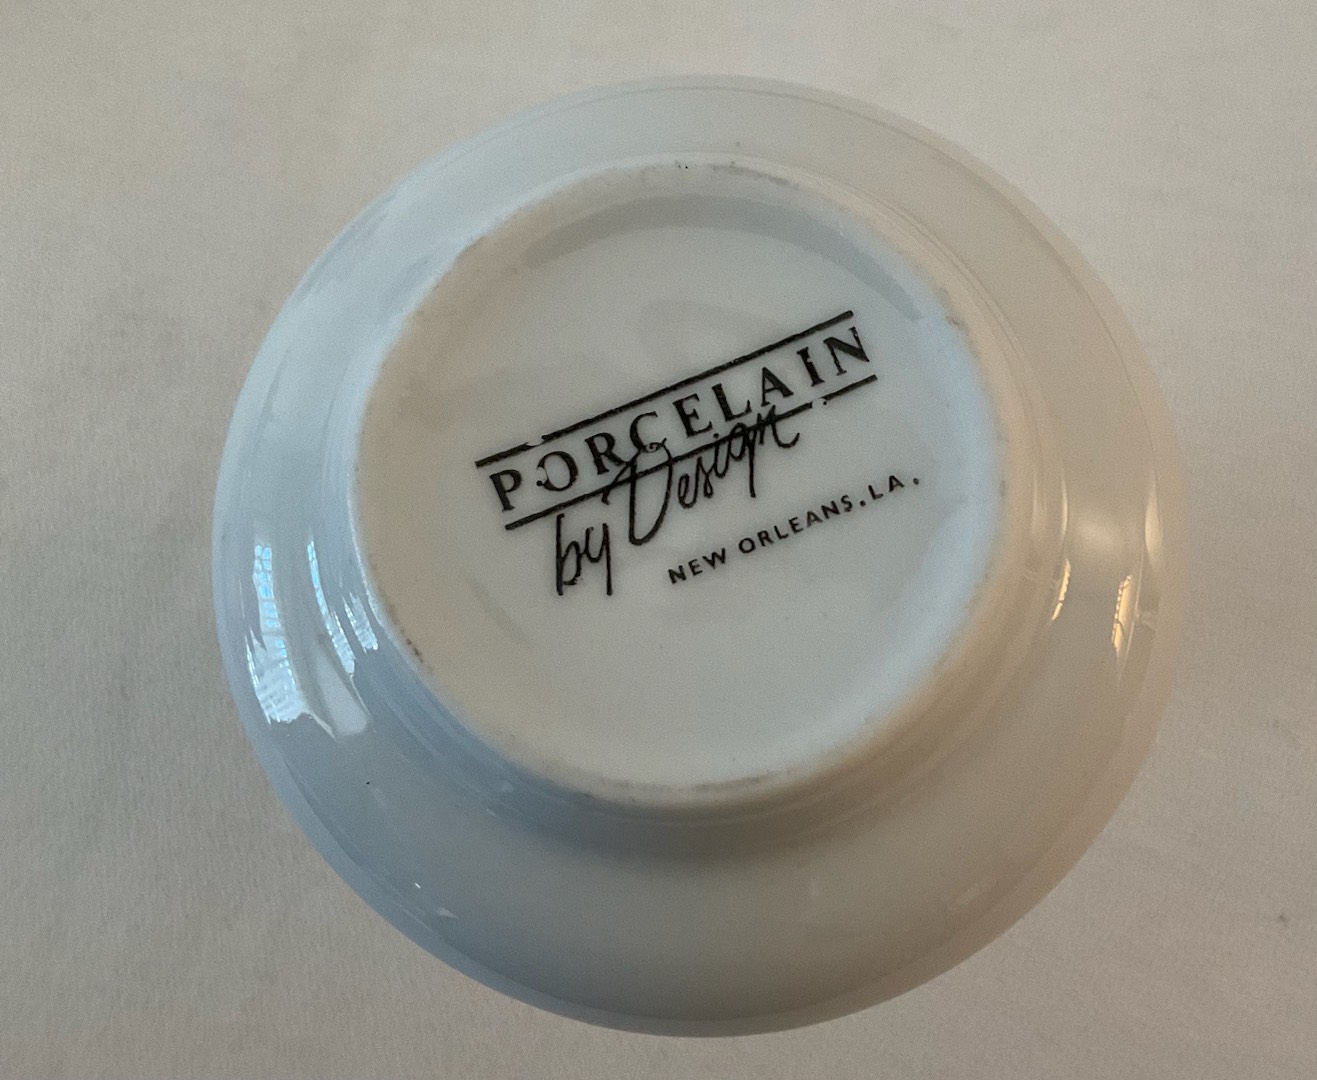 PORCELAIN
by Design
NEW ORLEANS, LA.